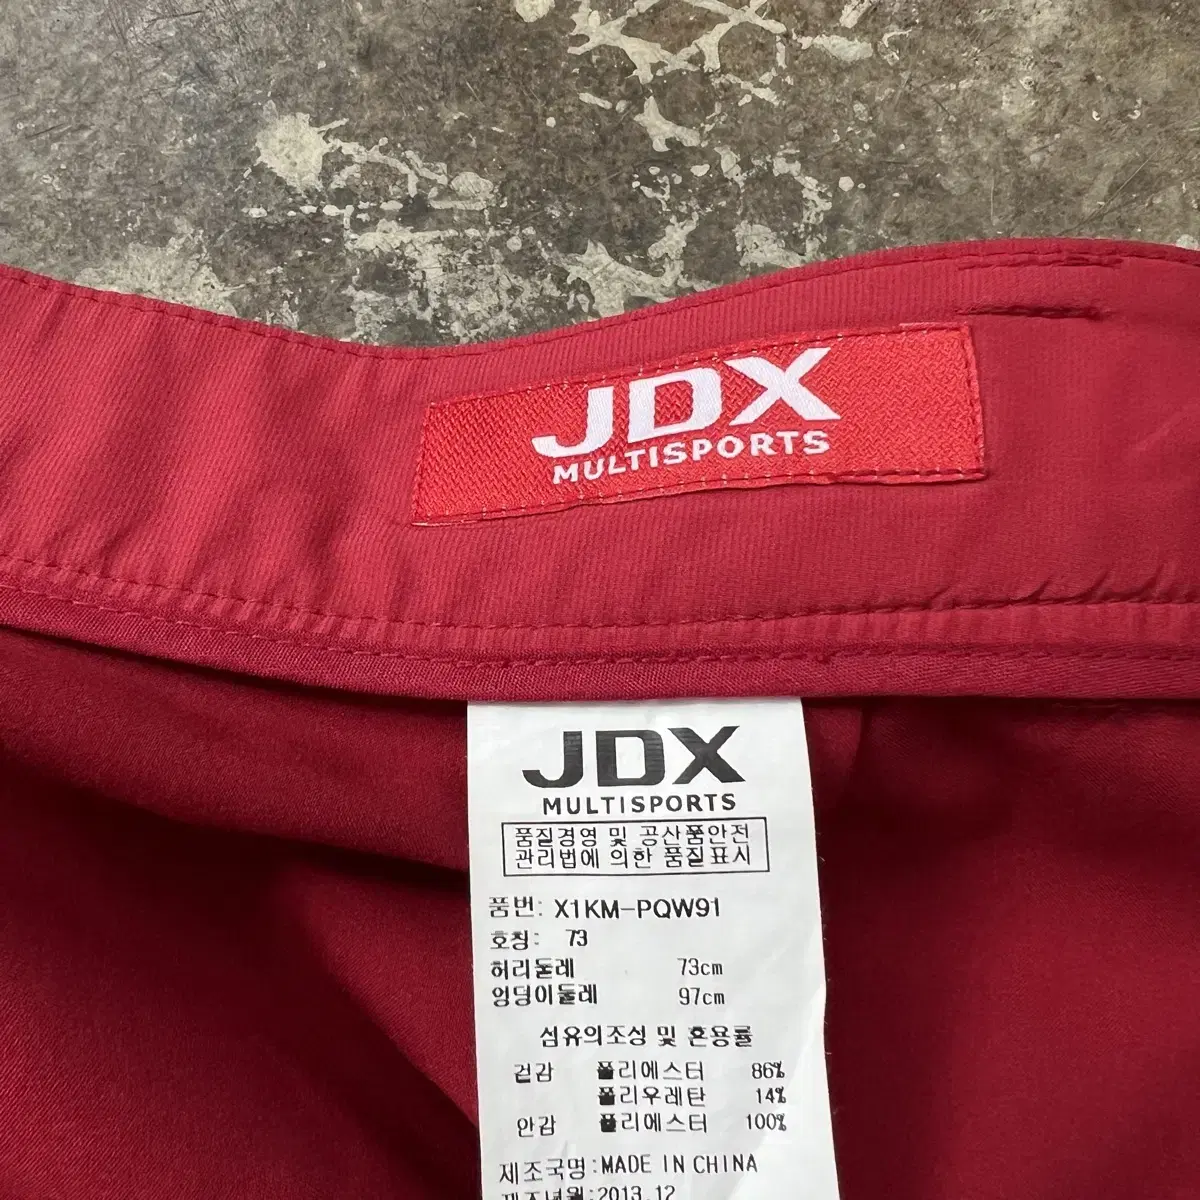 JDX
MULTISPORTS
JDX
MULTISPORTS
품질경영 및 공산품안전
관리법에 의한 품질표시
품번: X1KM-PQW91
호칭: 73
허리둘레 73cm
엉덩이둘레 97cm
섬유의조성 및 혼용률
겉감 폴리에스터 86%
폴리우레탄 14%
안감 폴리에스터 100%
제조국명:MADE IN CHINA
제조년월:2013.12